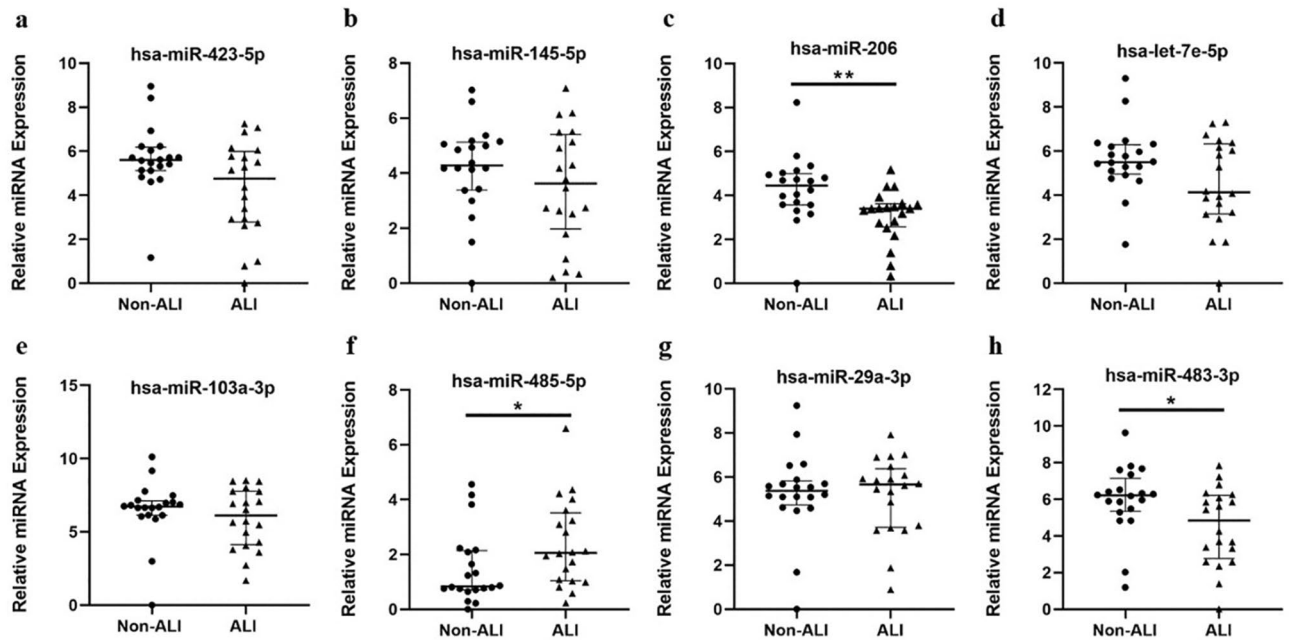 a
hsa-miR-423-5p
Relative miRNA Expression
10
8
6
4
2
0
Non-ALI
ALI
b
hsa-miR-145-5p
Relative miRNA Expression
8
6
4
2
0
Non-ALI
ALI
c
hsa-miR-206
**
Relative miRNA Expression
10
8
6
4
2
0
Non-ALI
ALI
d
hsa-let-7e-5p
Relative miRNA Expression
10
8
6
4
2
0
Non-ALI
ALI
e
hsa-miR-103a-3p
Relative miRNA Expression
15
10
5
0
Non-ALI
ALI
f
hsa-miR-485-5p
*
Relative miRNA Expression
8
6
4
2
0
Non-ALI
ALI
g
hsa-miR-29a-3p
Relative miRNA Expression
10
8
6
4
2
0
Non-ALI
ALI
h
hsa-miR-483-3p
*
Relative miRNA Expression
12
10
8
6
4
2
0
Non-ALI
ALI